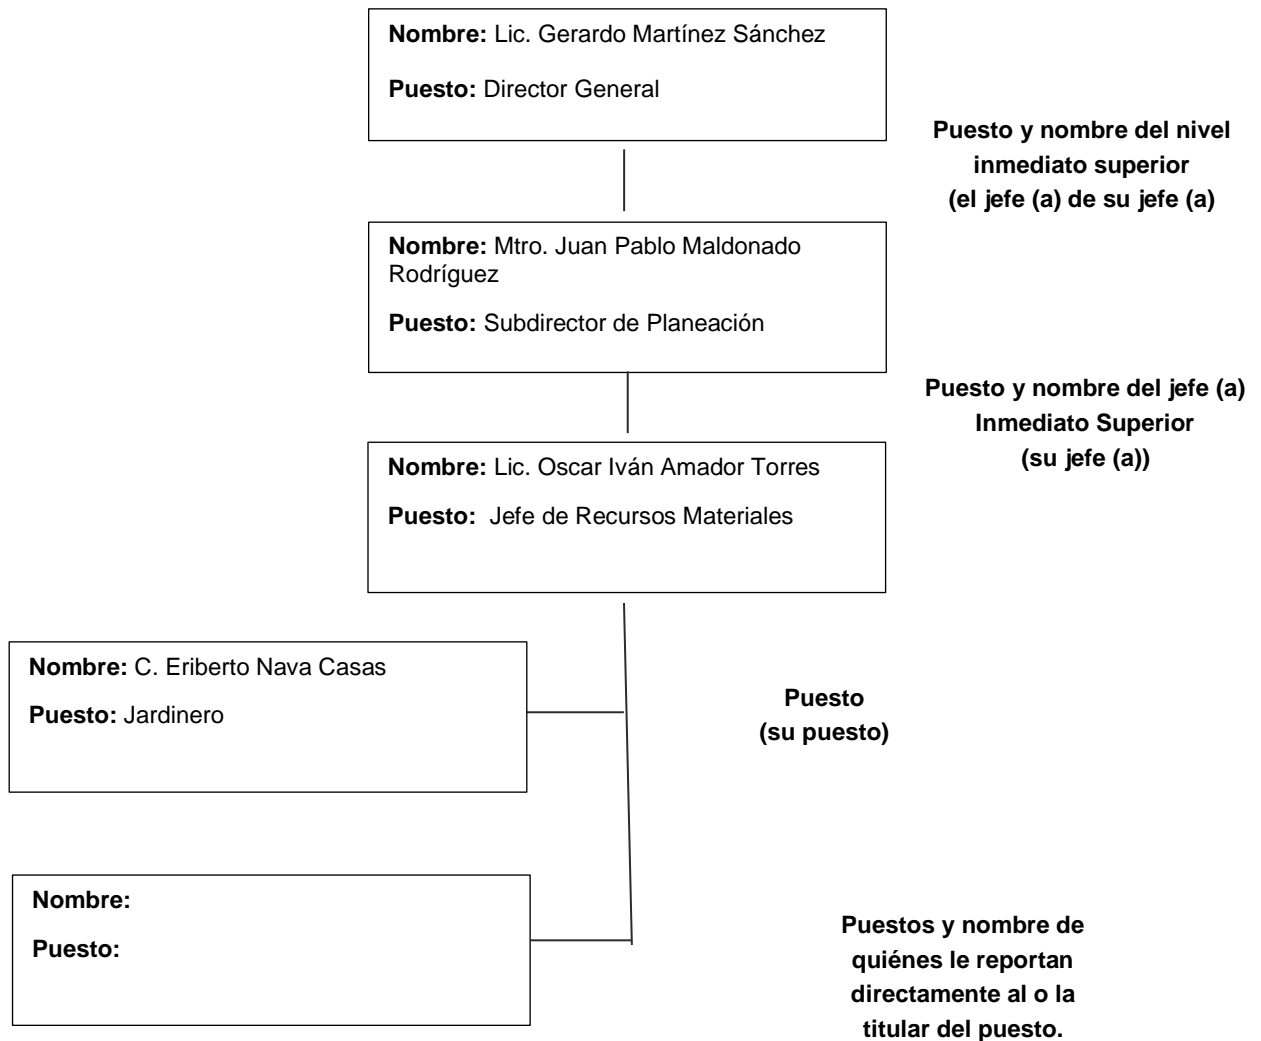 Nombre: Lic. Gerardo Martínez Sánchez
Puesto: Director General
Puesto y nombre del nivel
inmediato superior
(el jefe (a) de su jefe (a)
Nombre: Mtro. Juan Pablo Maldonado
Rodríguez
Puesto: Subdirector de Planeación
Puesto y nombre del jefe (a)
Inmediato Superior
(su jefe (a))
Nombre: Lic. Oscar Iván Amador Torres
Puesto: Jefe de Recursos Materiales
Nombre: C. Eriberto Nava Casas
Puesto: Jardinero
Puesto
(su puesto)
Nombre:
Puesto:
Puestos y nombre de
quiénes le reportan
directamente al o la
titular del puesto.